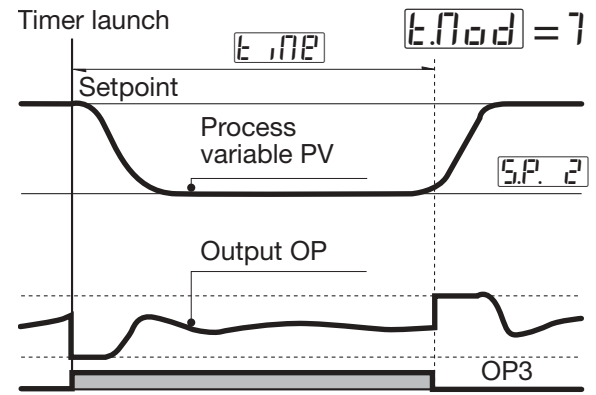 Timer launch
t iME
t.Mod = 7
Setpoint
Process
variable PV
S.P. 2
Output OP
OP3